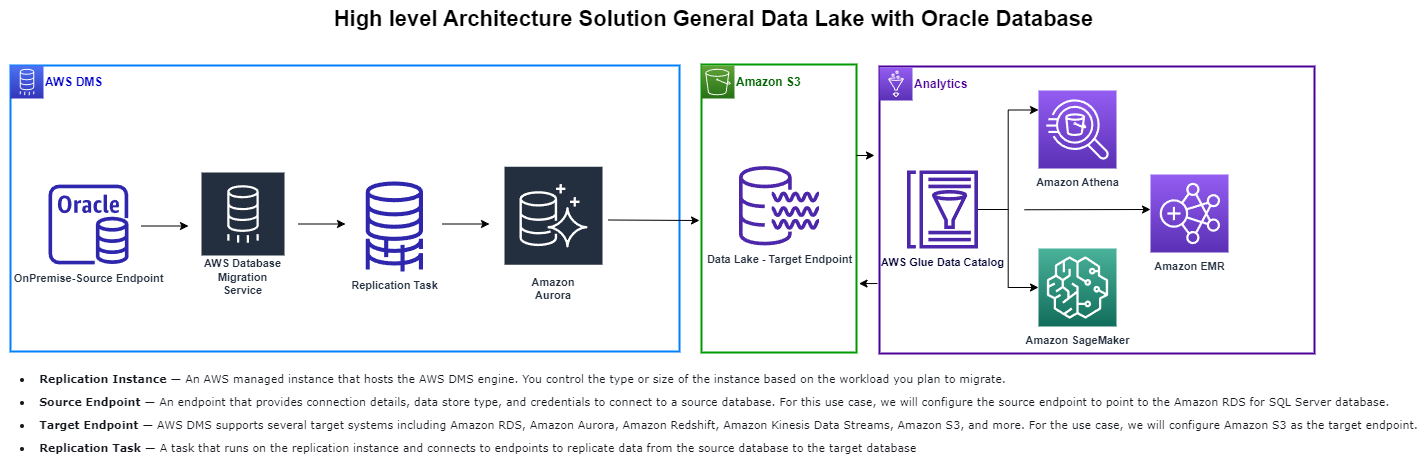 High level Architecture Solution General Data Lake with Oracle Database
AWS DMS
Amazon S3
Analytics
Oracle
OnPremise-Source Endpoint
AWS Database
Migration
Service
Replication Task
Amazon
Aurora
Data Lake - Target Endpoint
AWS Glue Data Catalog
Amazon Athena
Amazon EMR
Amazon SageMaker
• Replication Instance — An AWS managed instance that hosts the AWS DMS engine. You control the type or size of the instance based on the workload you plan to migrate.
• Source Endpoint — An endpoint that provides connection details, data store type, and credentials to connect to a source database. For this use case, we will configure the source endpoint to point to the Amazon RDS for SQL Server database.
• Target Endpoint — AWS DMS supports several target systems including Amazon RDS, Amazon Aurora, Amazon Redshift, Amazon Kinesis Data Streams, Amazon S3, and more. For the use case, we will configure Amazon S3 as the target endpoint.
• Replication Task — A task that runs on the replication instance and connects to endpoints to replicate data from the source database to the target database